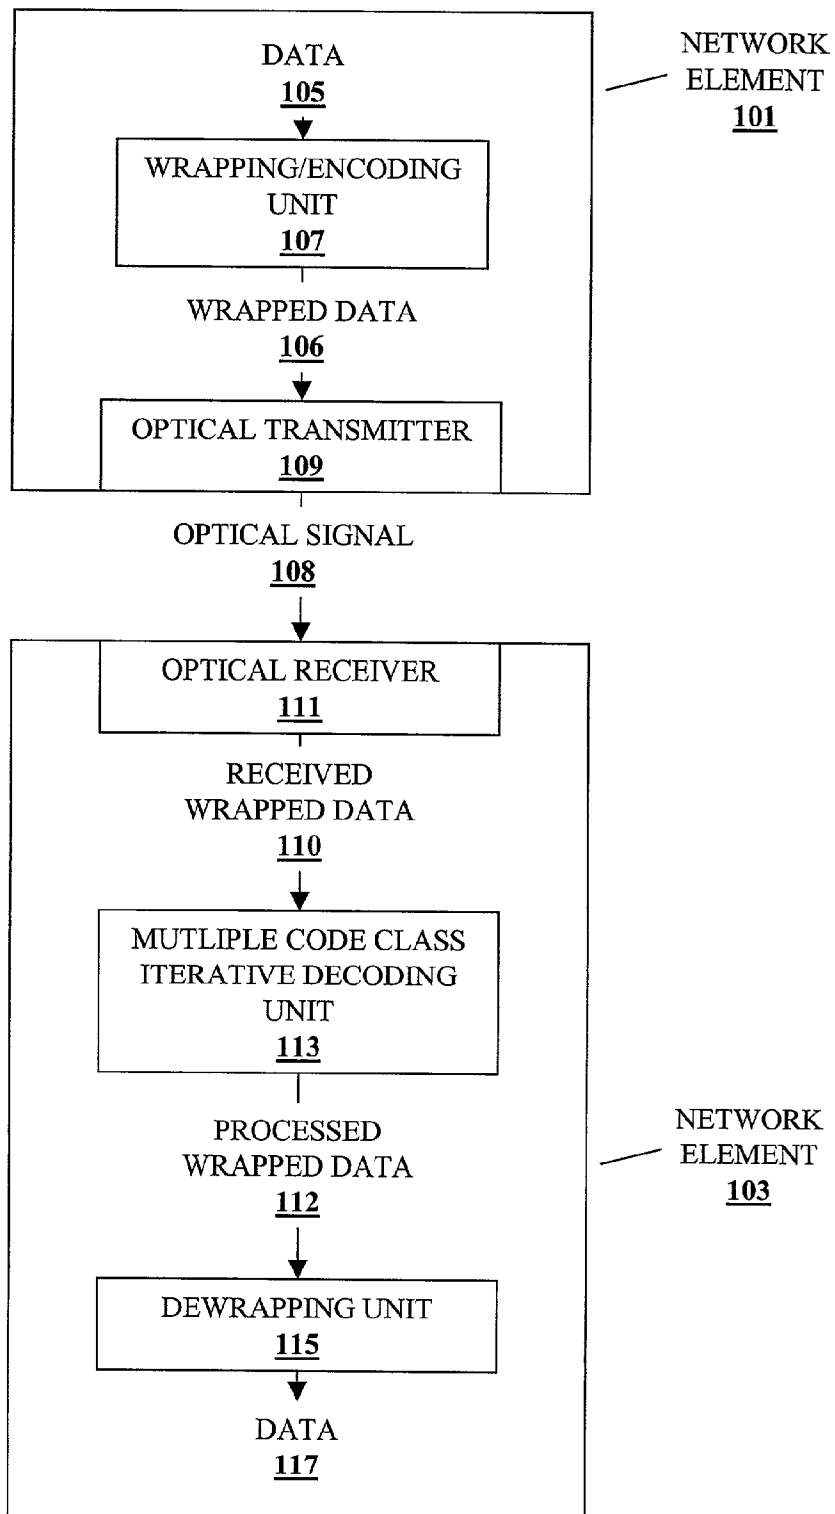 DATA
105
NETWORK
ELEMENT
101
WRAPPING/ENCODING
UNIT
107
WRAPPED DATA
106
OPTICAL TRANSMITTER
109
OPTICAL SIGNAL
108
OPTICAL RECEIVER
111
RECEIVED
WRAPPED DATA
110
MUTLIPLE CODE CLASS
ITERATIVE DECODING
UNIT
113
PROCESSED
WRAPPED DATA
112
NETWORK
ELEMENT
103
DEWRAPPING UNIT
115
DATA
117